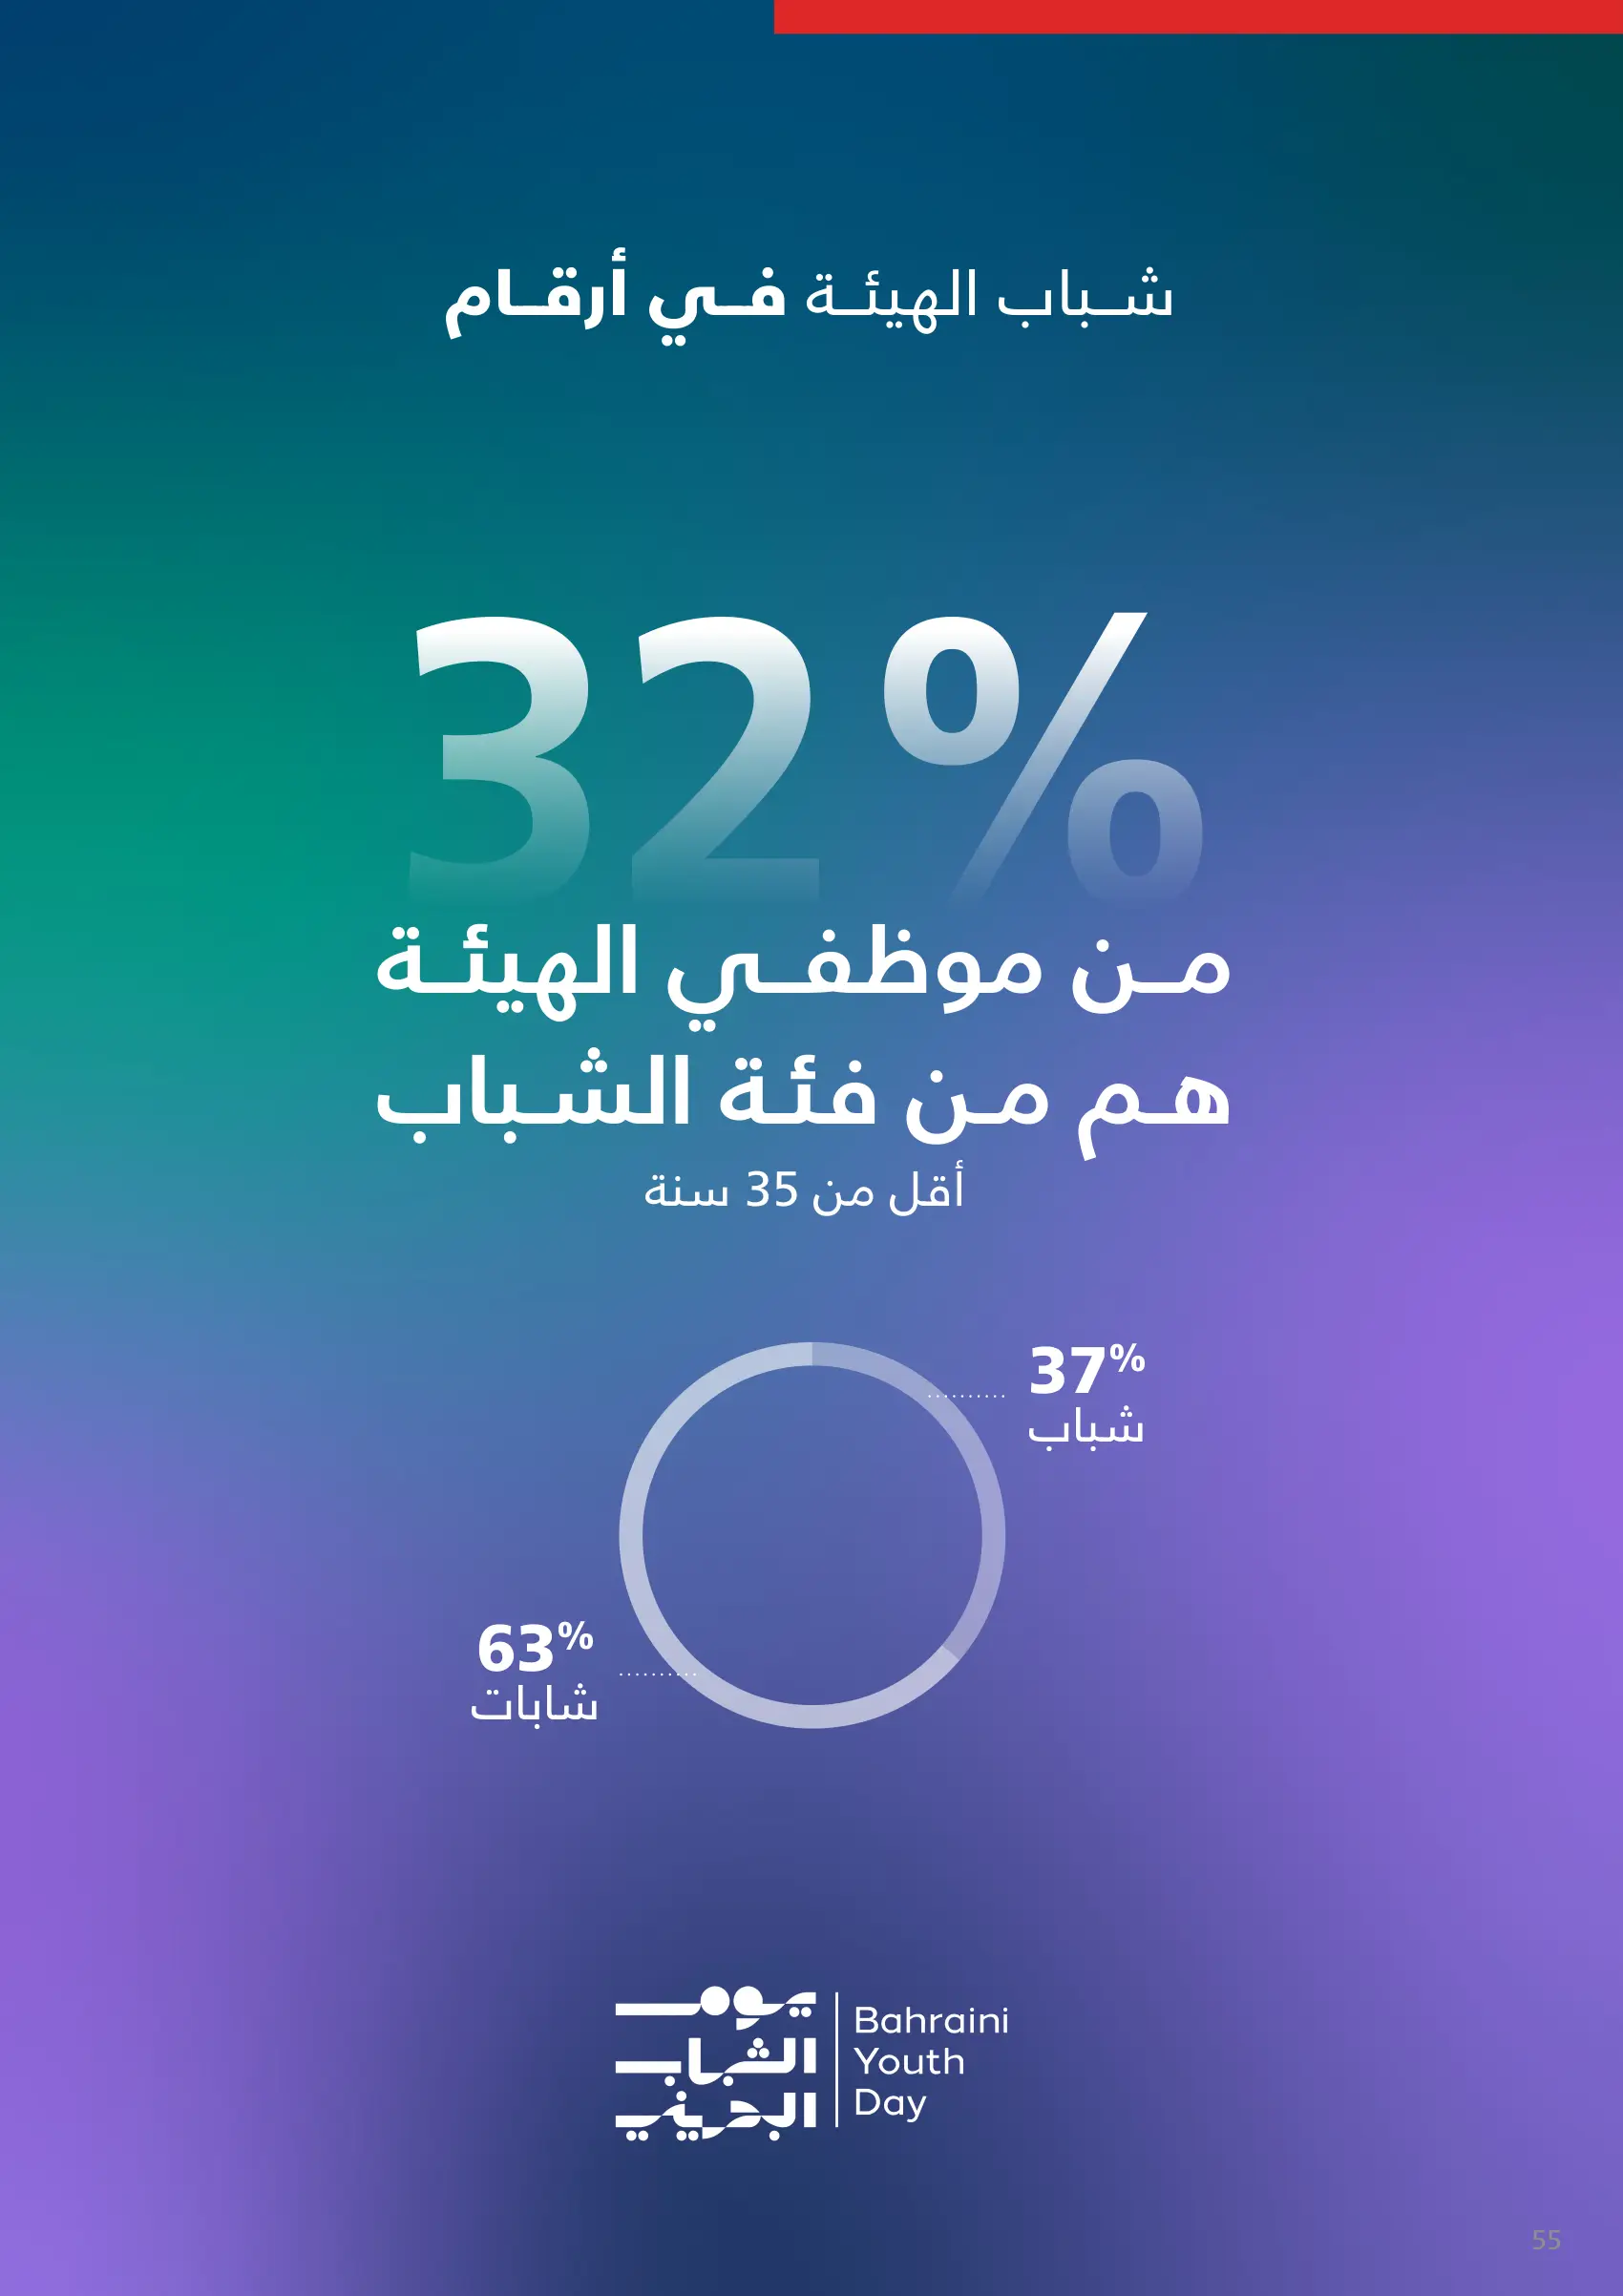 شباب الهيئة في أرقام
32%
من موظفي الهيئة
هم من فئة الشباب
أقل من 35 سنة
37%
شباب
63%
شابات
يوم
الشباب
البحريني
Bahraini
Youth
Day
55